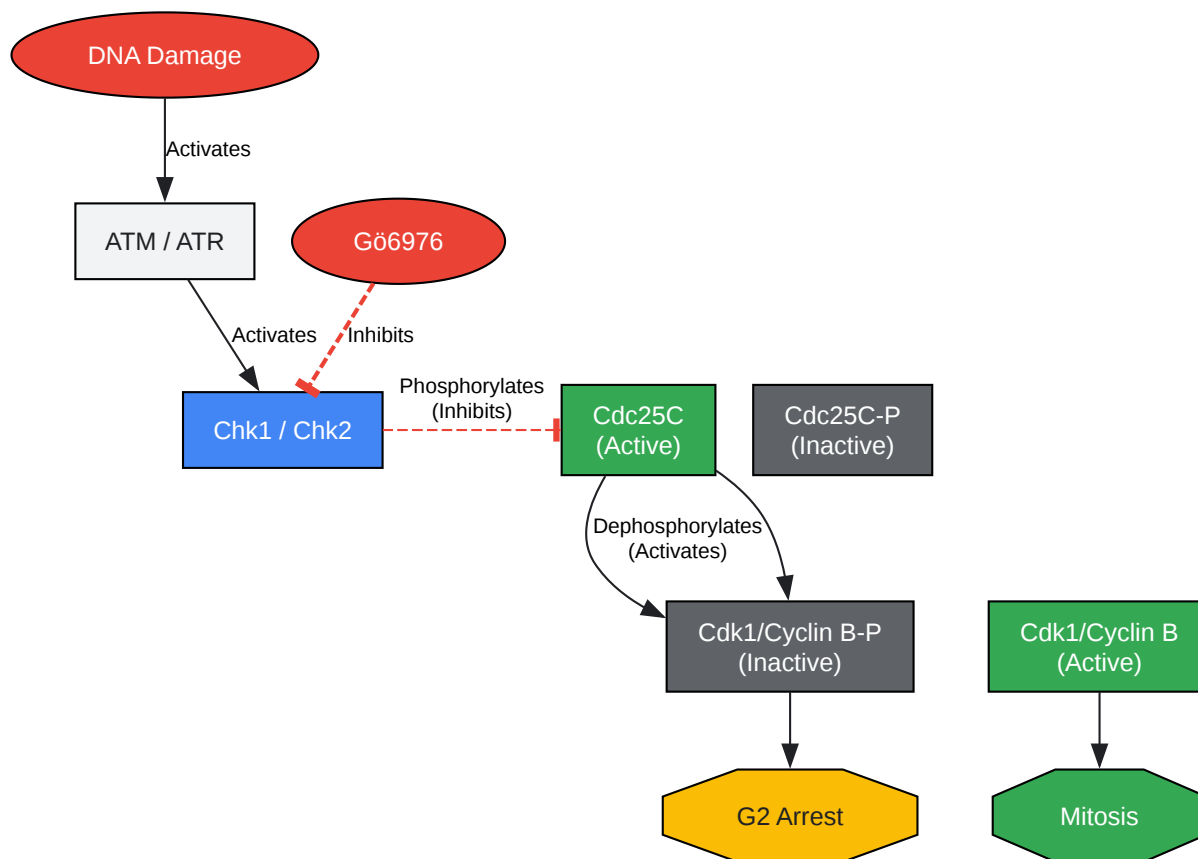 DNA Damage
Activates
ATM / ATR
Gö6976
Activates
Inhibits
Chk1 / Chk2
Phosphorylates
(Inhibits)
Cdc25C
(Active)
Cdc25C-P
(Inactive)
Dephosphorylates
(Activates)
Cdk1/Cyclin B-P
(Inactive)
Cdk1/Cyclin B
(Active)
G2 Arrest
Mitosis